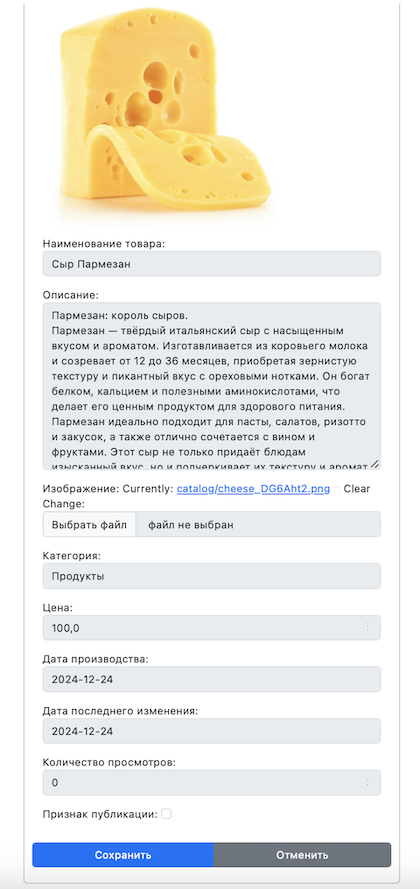 Наименование товара:
Сыр Пармезан
Описание:
Пармезан: король сыров.
Пармезан — твёрдый итальянский сыр с насыщенным
вкусом и ароматом. Изготавливается из коровьего молока
и созревает от 12 до 36 месяцев, приобретая зернистую
текстуру и пикантный вкус с ореховыми нотками. Он богат
белком, кальцием и полезными аминокислотами, что
делает его ценным продуктом для здорового питания.
Пармезан идеально подходит для пасты, салатов, ризотто
и закусок, а также отлично сочетается с вином и
фруктами. Этот сыр не только придаёт блюдам
изысканный вкус, но и подчеркивает их текстуру и аромат
Изображение: Currently: catalog/cheese_DG6Aht2.png Clear
Change:
Выбрать файл файл не выбран
Категория:
Продукты
Цена:
100,0
Дата производства:
2024-12-24
Дата последнего изменения:
2024-12-24
Количество просмотров:
0
Признак публикации:
Сохранить Отменить